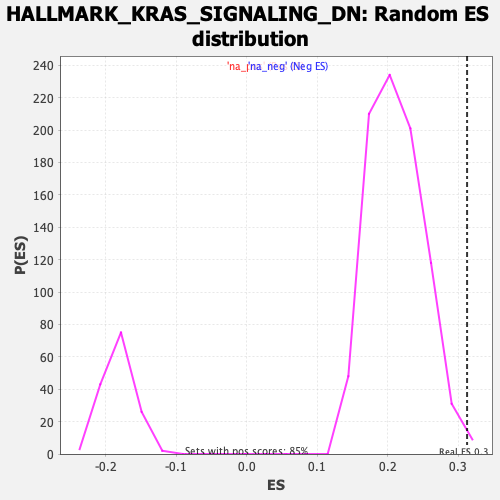 HALLMARK_KRAS_SIGNALING_DN: Random ES
distribution
'na_ 'na_neg' (Neg ES)
240
220
200
180
160
140
120
100
80
60
40
20
0
P(ES)
Sets with pos scores: 85%
Real ES 0.3
-0.2 -0.1 0.0 0.1 0.2 0.3
ES